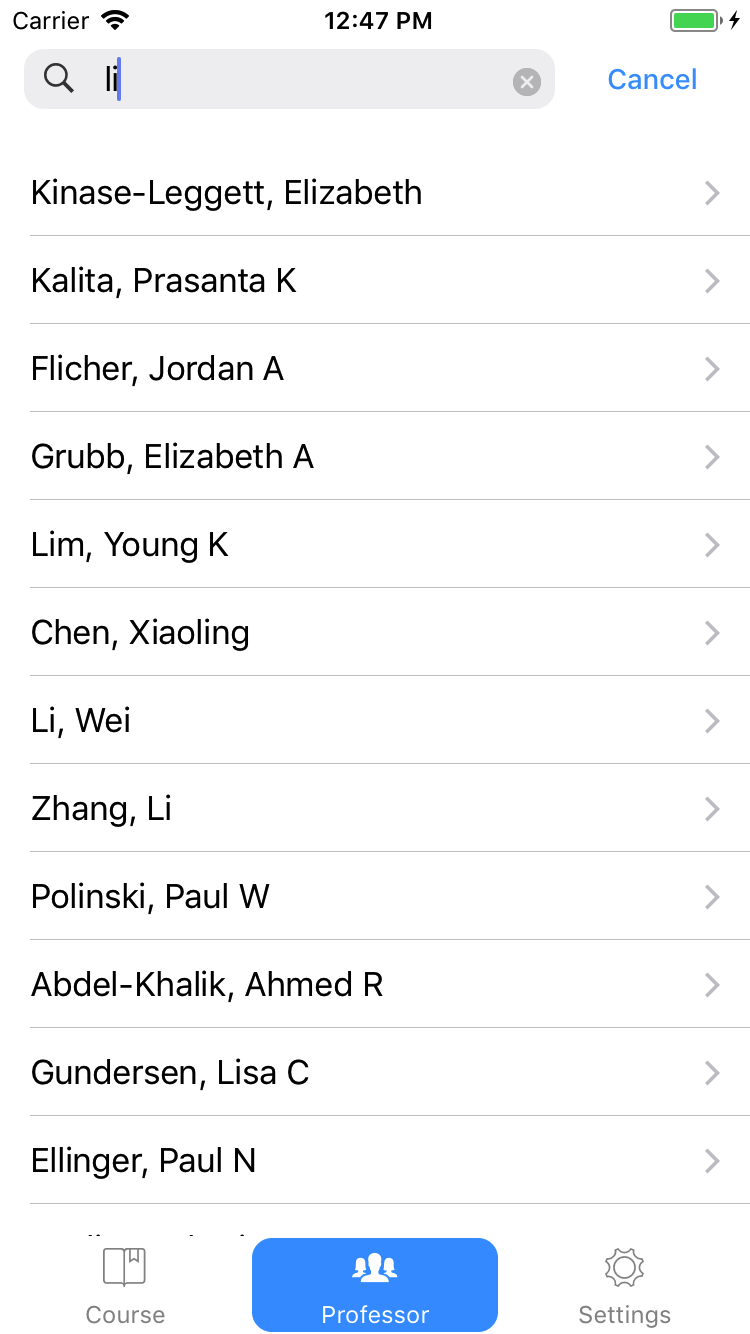 Carrier 12:47 PM
li Cancel
Kinase-Leggett, Elizabeth
Kalita, Prasanta K
Flicher, Jordan A
Grubb, Elizabeth A
Lim, Young K
Chen, Xiaoling
Li, Wei
Zhang, Li
Polinski, Paul W
Abdel-Khalik, Ahmed R
Gundersen, Lisa C
Ellinger, Paul N
Course Professor Settings